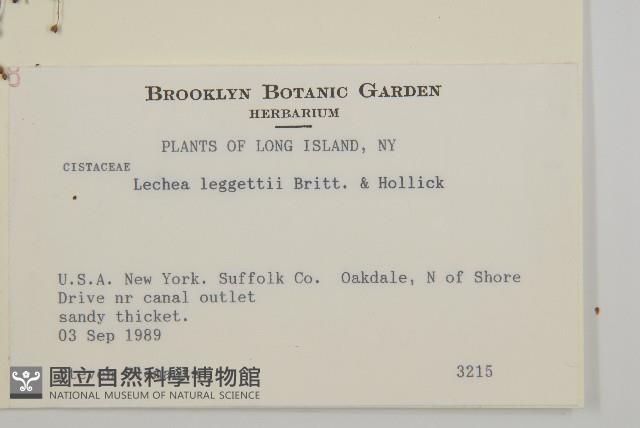 BROOKLYN BOTANIC GARDEN
HERBARIUM
PLANTS OF LONG ISLAND, NY
CISTACEAE
Lechea leggettii Britt. & Hollick
U.S.A. New York. Suffolk Co. Oakdale, N of Shore
Drive nr canal outlet
sandy thicket.
03 Sep 1989
3215
國立自然科學博物館
NATIONAL MUSEUM OF NATURAL SCIENCE